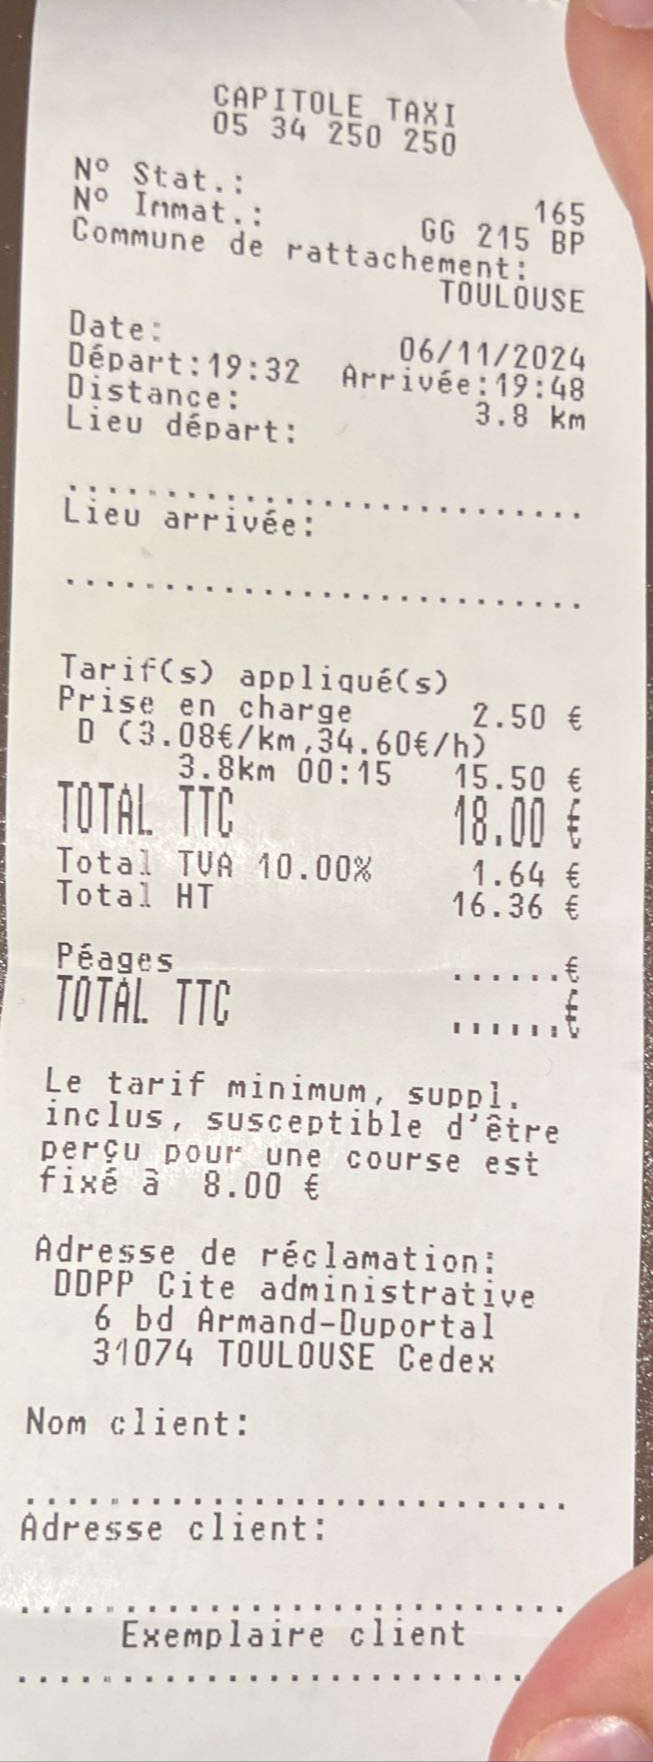 CAPITOLE TAXI
05 34 250 250
N° Stat.: 165
N° Immat.: GG 215 BP
Commune de rattachement:
TOULOUSE
Date: 06/11/2024
Départ:19:32 Arrivée:19:48
Distance: 3.8 km
Lieu départ:
...........................
Lieu arrivée:
...........................
Tarif(s) appliqué(s)
Prise en charge 2.50 €
D (3.08€/km,34.60€/h)
3.8km 00:15 15.50 €
TOTAL TTC 18.00 €
Total TVA 10.00% 1.64 €
Total HT 16.36 €
Péages ......€
TOTAL TTC ......€
Le tarif minimum, suppl.
inclus, susceptible d'être
perçu pour une course est
fixé à 8.00 €
Adresse de réclamation:
DDPP Cite administrative
6 bd Armand-Duportal
31074 TOULOUSE Cedex
Nom client:
...........................
Adresse client:
...........................
Exemplaire client
...........................